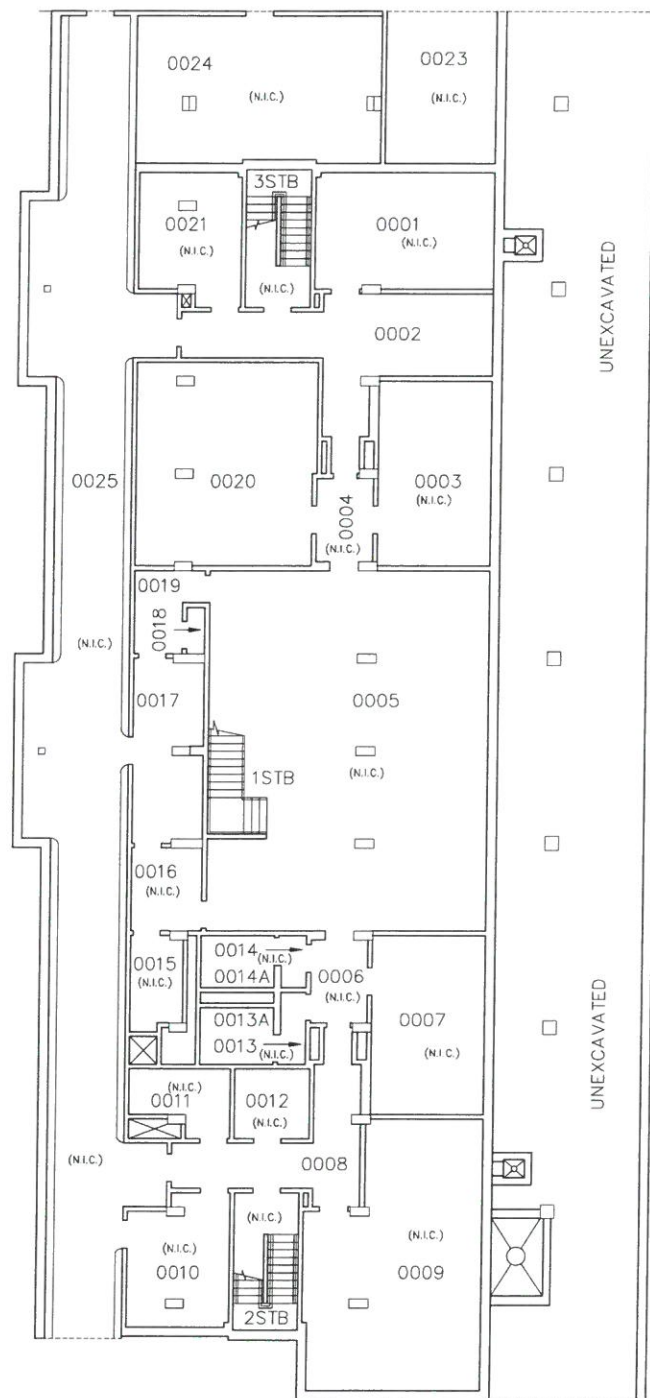 0024
(N.I.C.)
0023
(N.I.C.)
3STB
0021
(N.I.C.)
(N.I.C.)
0001
(N.I.C.)
UNEXCAVATED
0002
0025
(N.I.C.)
0020
0004
(N.I.C.)
0003
(N.I.C.)
0019
0018
0017
0005
(N.I.C.)
1STB
0016
(N.I.C.)
0015
(N.I.C.)
0014
(N.I.C.)
0014A
0006
(N.I.C.)
0013A
0013
(N.I.C.)
0007
(N.I.C.)
UNEXCAVATED
(N.I.C.)
0011
0012
(N.I.C.)
(N.I.C.)
0008
(N.I.C.)
(N.I.C.)
0010
2STB
(N.I.C.)
0009